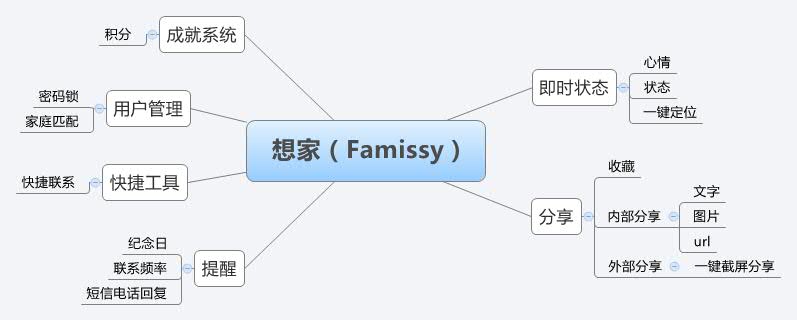 想家（Famissy）
即时状态
心情
状态
一键定位
分享
收藏
内部分享
文字
图片
url
外部分享
一键截屏分享
成就系统
积分
用户管理
密码锁
家庭匹配
快捷工具
快捷联系
提醒
纪念日
联系频率
短信电话回复